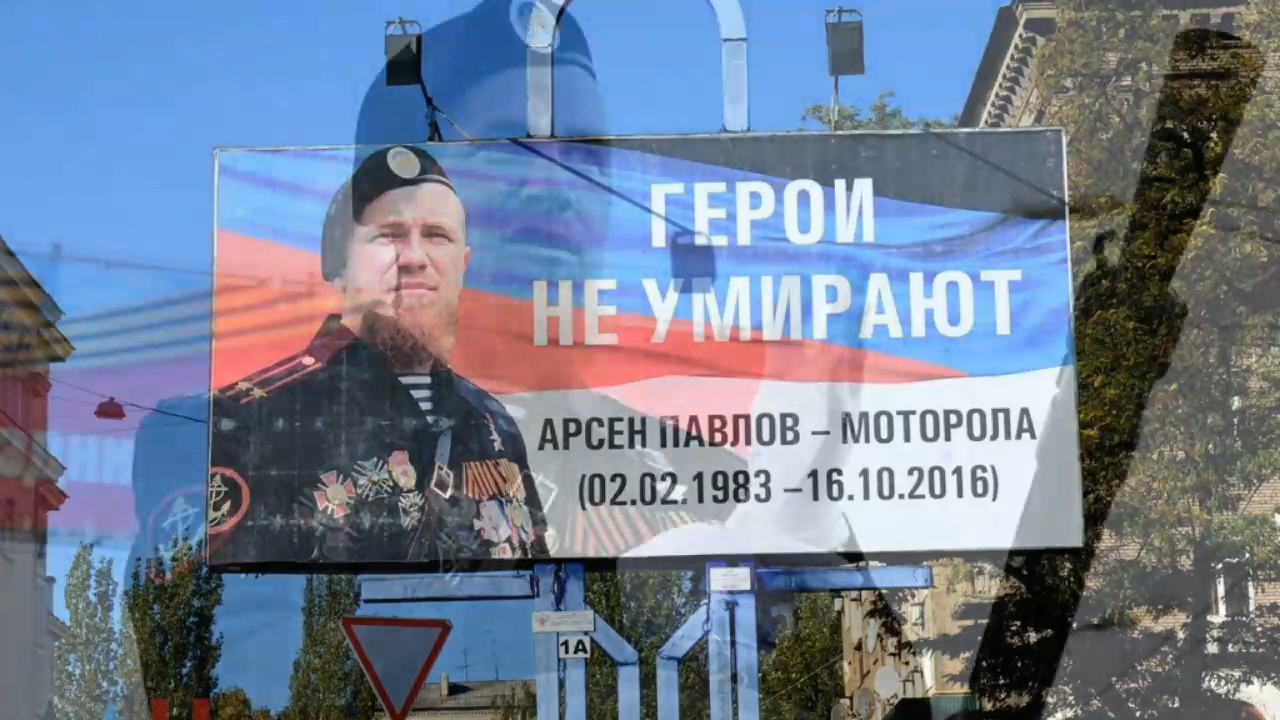 ГЕРОИ
НЕ УМИРАЮТ
АРСЕН ПАВЛОВ – МОТОРОЛА
(02.02.1983 –16.10.2016)
1А